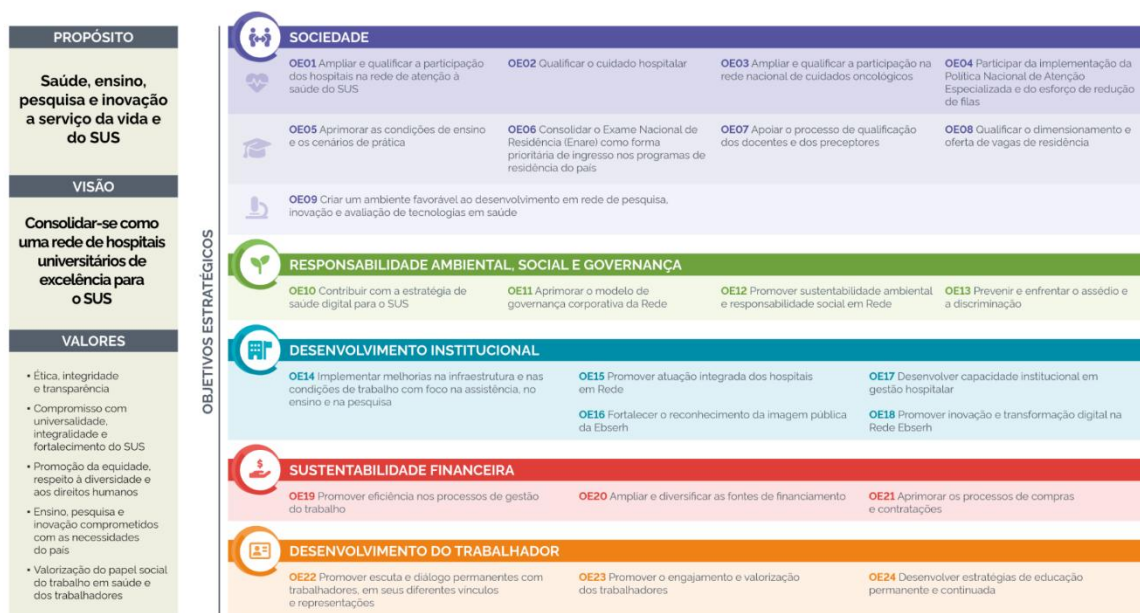 PROPÓSITO
Saúde, ensino,
pesquisa e inovação
a serviço da vida e
do SUS
VISÃO
Consolidar-se como
uma rede de hospitais
universitários de
excelência para
o SUS
VALORES
• Ética, integridade
e transparência
• Compromisso com
universalidade,
integralidade e
fortalecimento do SUS
• Promoção da equidade,
respeito à diversidade e
aos direitos humanos
• Ensino, pesquisa e
inovação comprometidos
com as necessidades
do país
• Valorização do papel social
do trabalho em saúde e
dos trabalhadores
OBJETIVOS ESTRATÉGICOS
SOCIEDADE
OE01 Ampliar e qualificar a participação
dos hospitais na rede de atenção à
saúde do SUS
OE02 Qualificar o cuidado hospitalar
OE03 Ampliar e qualificar a participação na
rede nacional de cuidados oncológicos
OE04 Participar da implementação da
Política Nacional de Atenção
Especializada e do esforço de redução
de filas
OE05 Aprimorar as condições de ensino
e os cenários de prática
OE06 Consolidar o Exame Nacional de
Residência (Enare) como forma
prioritária de ingresso nos programas de
residência do país
OE07 Apoiar o processo de qualificação
dos docentes e dos preceptores
OE08 Qualificar o dimensionamento e
oferta de vagas de residência
OE09 Criar um ambiente favorável ao desenvolvimento em rede de pesquisa,
inovação e avaliação de tecnologias em saúde
RESPONSABILIDADE AMBIENTAL, SOCIAL E GOVERNANÇA
OE10 Contribuir com a estratégia de
saúde digital para o SUS
OE11 Aprimorar o modelo de
governança corporativa da Rede
OE12 Promover sustentabilidade ambiental
e responsabilidade social em Rede
OE13 Prevenir e enfrentar o assédio e
a discriminação
DESENVOLVIMENTO INSTITUCIONAL
OE14 Implementar melhorias na infraestrutura e nas
condições de trabalho com foco na assistência, no
ensino e na pesquisa
OE15 Promover atuação integrada dos hospitais
em Rede
OE16 Fortalecer o reconhecimento da imagem pública
da Ebserh
OE17 Desenvolver capacidade institucional em
gestão hospitalar
OE18 Promover inovação e transformação digital na
Rede Ebserh
SUSTENTABILIDADE FINANCEIRA
OE19 Promover eficiência nos processos de gestão
do trabalho
OE20 Ampliar e diversificar as fontes de financiamento
OE21 Aprimorar os processos de compras
e contratações
DESENVOLVIMENTO DO TRABALHADOR
OE22 Promover escuta e diálogo permanentes com
trabalhadores, em seus diferentes vínculos
e representações
OE23 Promover o engajamento e valorização
dos trabalhadores
OE24 Desenvolver estratégias de educação
permanente e continuada